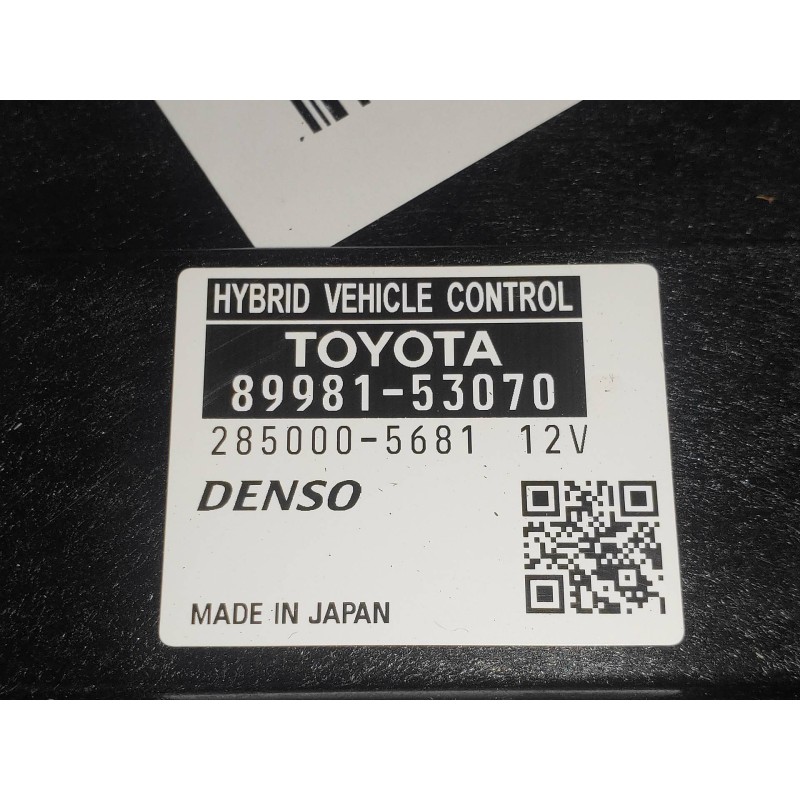 HYBRID VEHICLE CONTROL
TOYOTA
89981-53070
285000-5681 12V
DENSO
MADE IN JAPAN